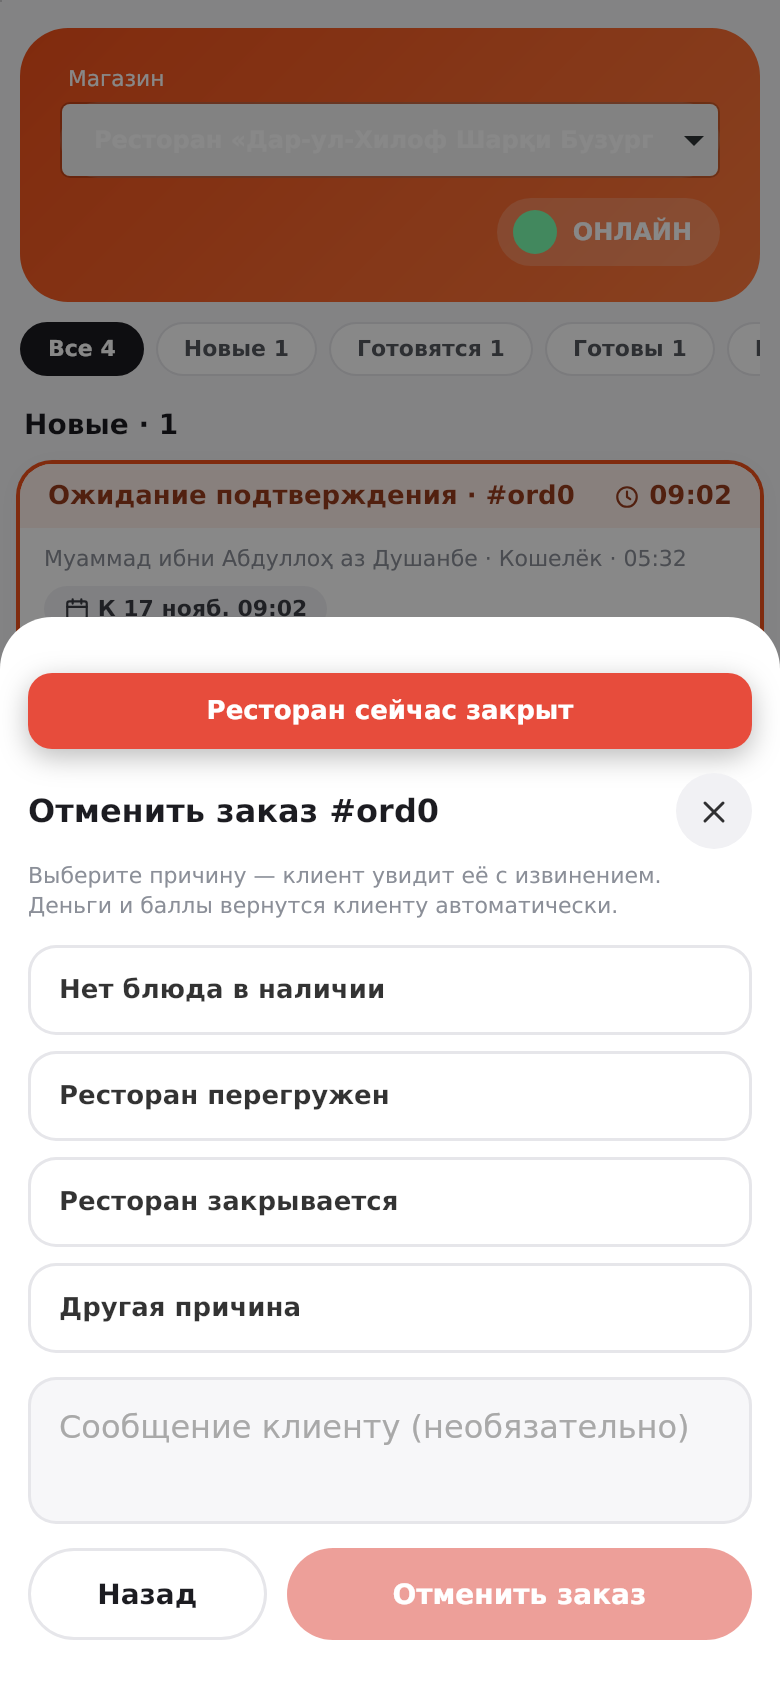 Магазин
Ресторан «Дар-ул-Хилоф Шарқи Бузург
ОНЛАЙН
Все 4
Новые 1
Готовятся 1
Готовы 1
Новые · 1
Ожидание подтверждения · #ord0
09:02
Муаммад ибни Абдуллоҳ аз Душанбе · Кошелёк · 05:32
К 17 нояб. 09:02
Ресторан сейчас закрыт
Отменить заказ #ord0
Выберите причину — клиент увидит её с извинением.
Деньги и баллы вернутся клиенту автоматически.
Нет блюда в наличии
Ресторан перегружен
Ресторан закрывается
Другая причина
Сообщение клиенту (необязательно)
Назад
Отменить заказ